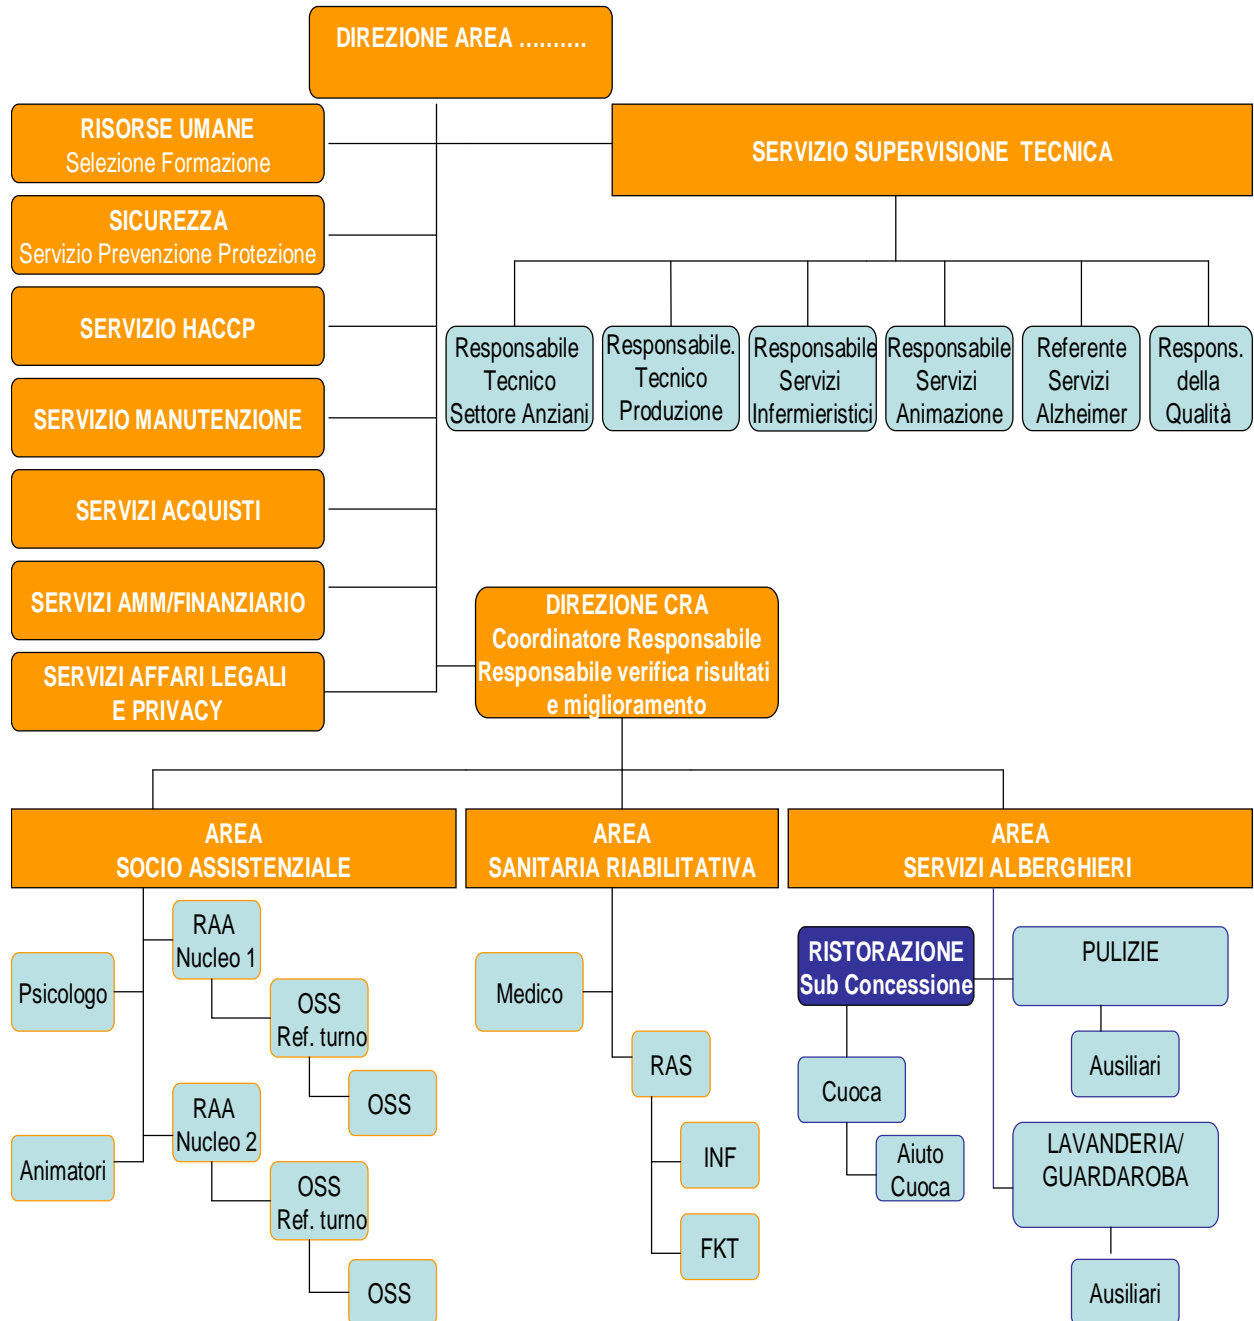 DIREZIONE AREA ..........
RISORSE UMANE
Selezione Formazione
SERVIZIO SUPERVISIONE TECNICA
SICUREZZA
Servizio Prevenzione Protezione
SERVIZIO HACCP
Responsabile
Tecnico
Settore Anziani
Responsabile.
Tecnico
Produzione
Responsabile
Servizi
Infermieristici
Responsabile
Servizi
Animazione
Referente
Servizi
Alzheimer
Respons.
della
Qualità
SERVIZIO MANUTENZIONE
SERVIZI ACQUISTI
SERVIZI AMM/FINANZIARIO
SERVIZI AFFARI LEGALI
E PRIVACY
DIREZIONE CRA
Coordinatore Responsabile
Responsabile verifica risultati
e miglioramento
AREA
SOCIO ASSISTENZIALE
AREA
SANITARIA RIABILITATIVA
AREA
SERVIZI ALBERGHIERI
RAA
Nucleo 1
Psicologo
OSS
Ref. turno
OSS
RAA
Nucleo 2
Animatori
OSS
Ref. turno
OSS
Medico
RAS
INF
FKT
RISTORAZIONE
Sub Concessione
Cuoca
Aiuto
Cuoca
PULIZIE
Ausiliari
LAVANDERIA/
GUARDAROBA
Ausiliari